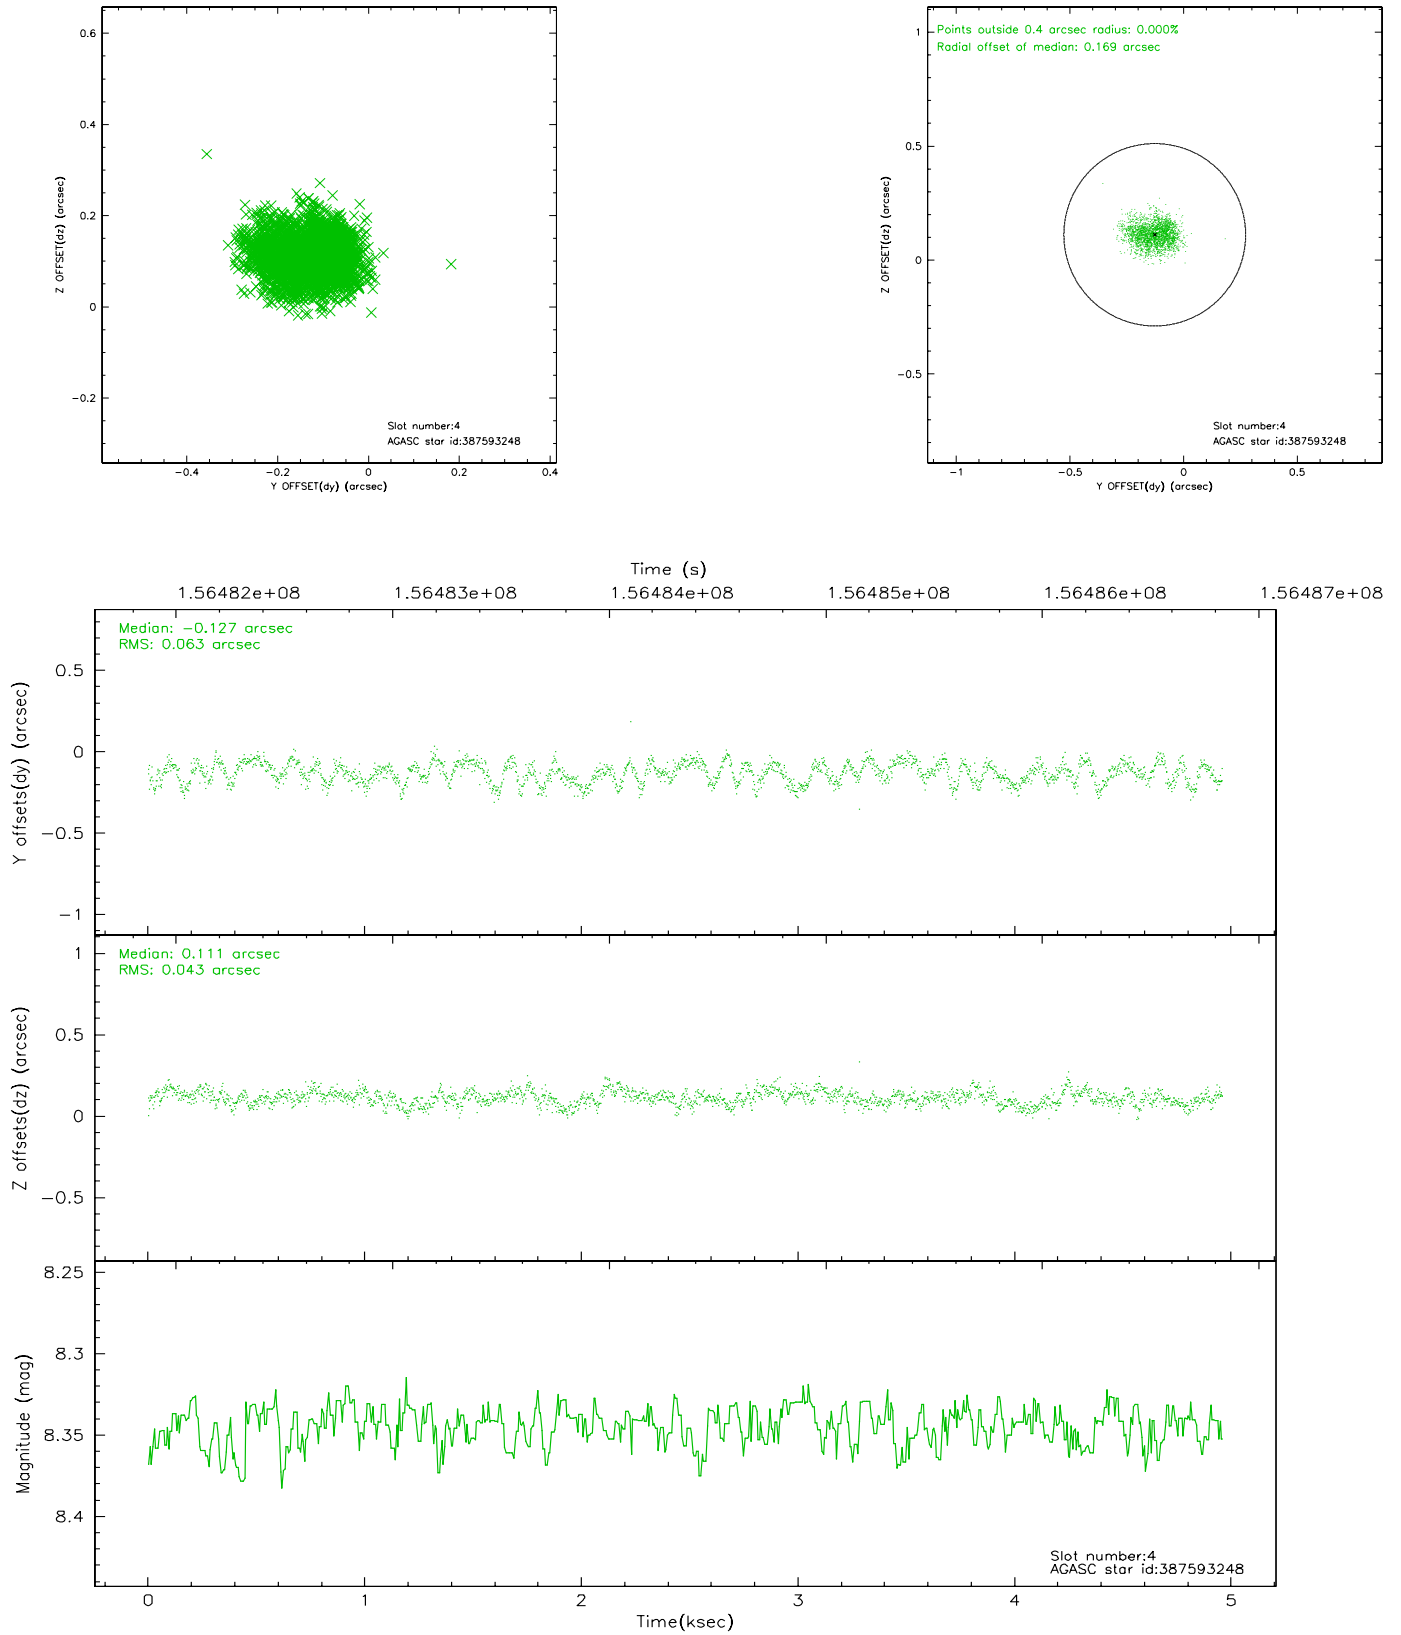 0.6
0.4
0.2
0
−0.2
Z OFFSET(dz) (arcsec)
−0.4
−0.2
0
0.2
0.4
Y OFFSET(dy) (arcsec)
Slot number:4
AGASC star id:387593248
Points outside 0.4 arcsec radius: 0.000%
Radial offset of median: 0.169 arcsec
1
0.5
0
−0.5
Z OFFSET(dz) (arcsec)
−1
−0.5
0
0.5
Y OFFSET(dy) (arcsec)
Slot number:4
AGASC star id:387593248
Time (s)
1.56482e+08
1.56483e+08
1.56484e+08
1.56485e+08
1.56486e+08
1.56487e+08
Median: −0.127 arcsec
RMS: 0.063 arcsec
0.5
0
−0.5
−1
Y offsets(dy) (arcsec)
Median: 0.111 arcsec
RMS: 0.043 arcsec
1
0.5
0
−0.5
Z offsets(dz) (arcsec)
8.25
8.3
8.35
8.4
Magnitude (mag)
Slot number:4
AGASC star id:387593248
0
1
2
3
4
5
Time(ksec)